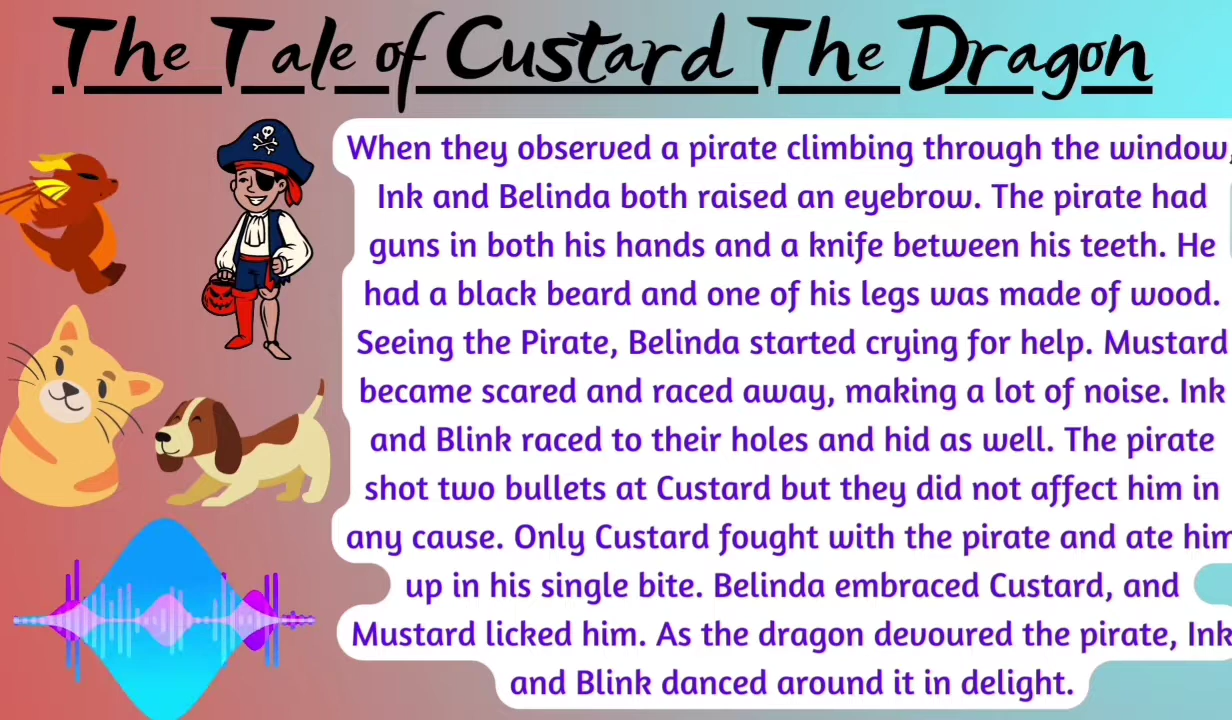 The Tale of Custard The Dragon
When they observed a pirate climbing through the window,
Ink and Belinda both raised an eyebrow. The pirate had
guns in both his hands and a knife between his teeth. He
had a black beard and one of his legs was made of wood.
Seeing the Pirate, Belinda started crying for help. Mustard
became scared and raced away, making a lot of noise. Ink
and Blink raced to their holes and hid as well. The pirate
shot two bullets at Custard but they did not affect him in
any cause. Only Custard fought with the pirate and ate him
up in his single bite. Belinda embraced Custard, and
Mustard licked him. As the dragon devoured the pirate, Ink
and Blink danced around it in delight.